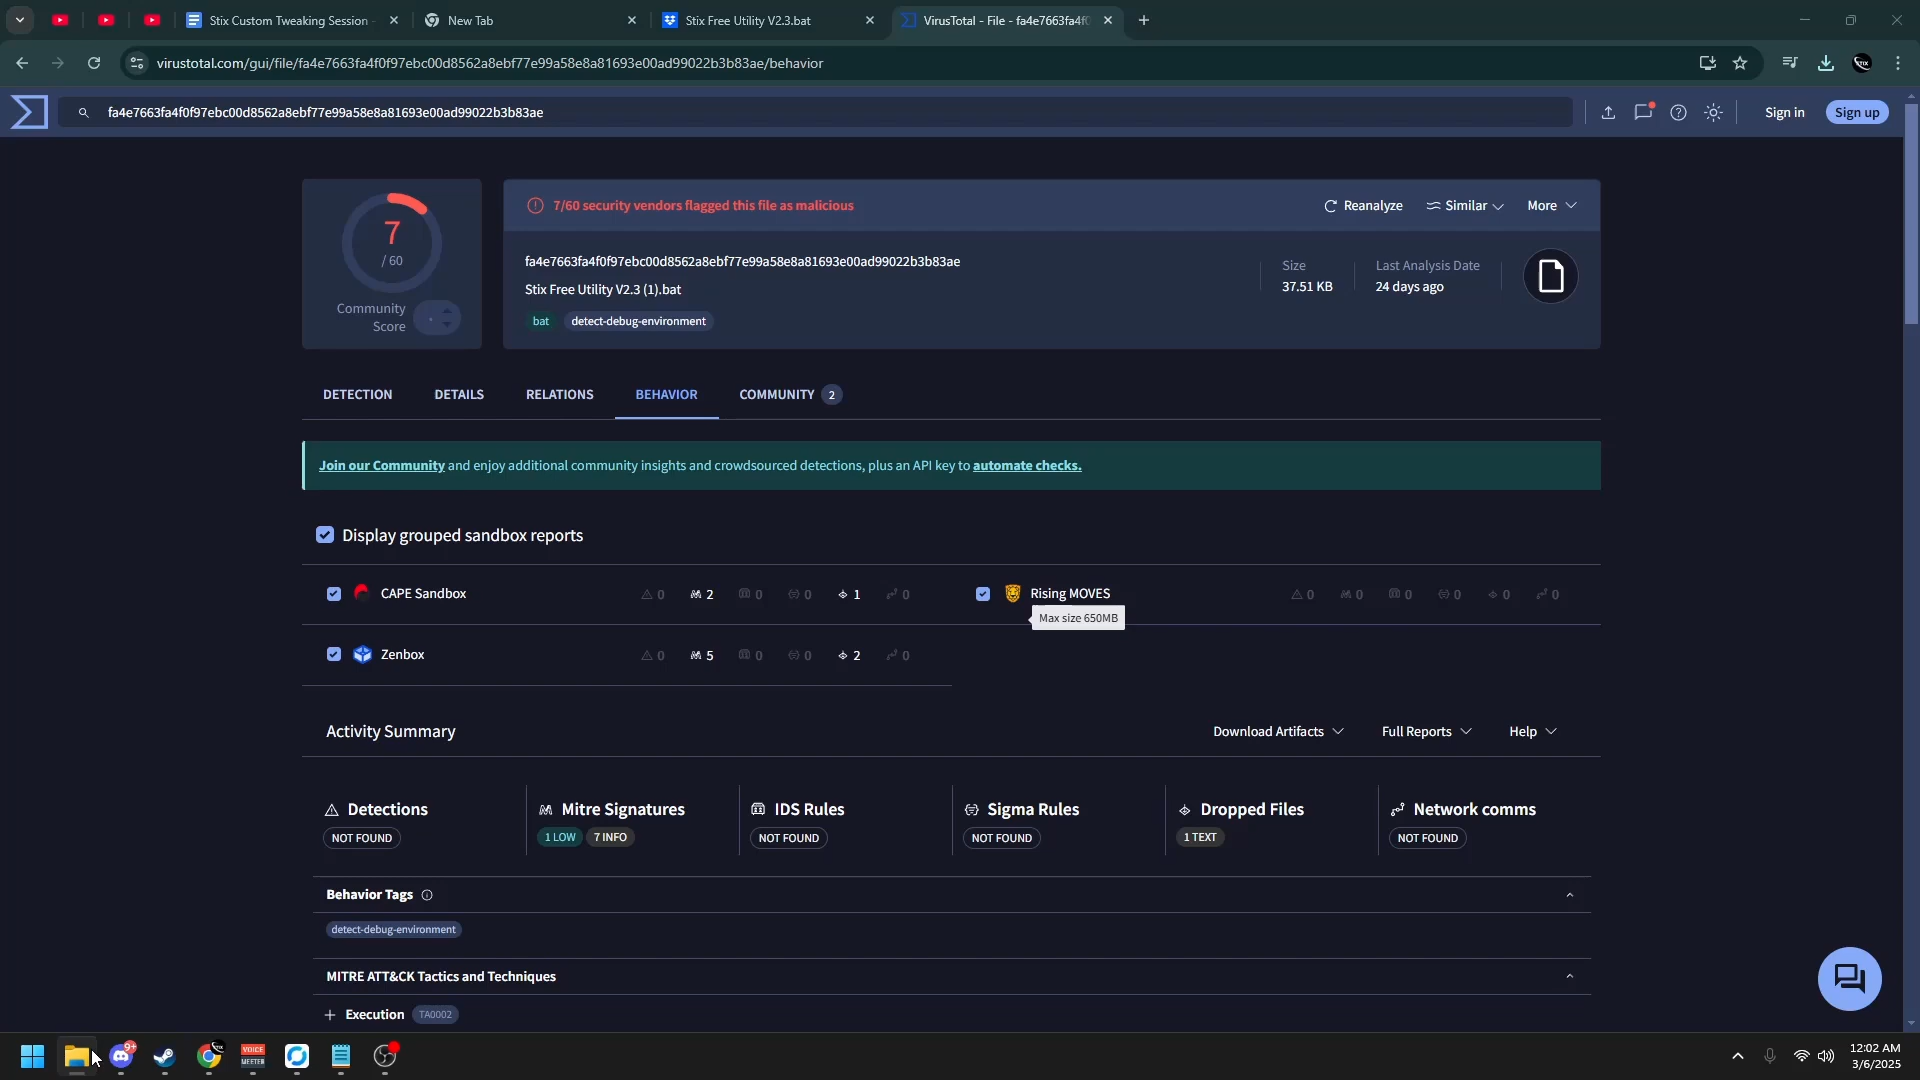 Stix Custom Tweaking Session -
New Tab
Stix Free Utility V2.3.bat
VirusTotal - File - fa4e7663fa4f0
virustotal.com/gui/file/fa4e7663fa4f0f97ebc00d8562a8ebf77e99a58e8a81693e00ad99022b3b83ae/behavior
fa4e7663fa4f0f97ebc00d8562a8ebf77e99a58e8a81693e00ad99022b3b83ae
Sign in
Sign up
7
/ 60
Community
Score
7/60 security vendors flagged this file as malicious
Reanalyze
Similar
More
fa4e7663fa4f0f97ebc00d8562a8ebf77e99a58e8a81693e00ad99022b3b83ae
Stix Free Utility V2.3 (1).bat
bat
detect-debug-environment
Size
37.51 KB
Last Analysis Date
24 days ago
DETECTION
DETAILS
RELATIONS
BEHAVIOR
COMMUNITY 2
Join our Community and enjoy additional community insights and crowdsourced detections, plus an API key to automate checks.
Display grouped sandbox reports
CAPE Sandbox
0 2 0 0 1 0
Rising MOVES
0 0 0 0 0 0
Max size 650MB
Zenbox
0 5 0 0 2 0
Activity Summary
Download Artifacts
Full Reports
Help
Detections
NOT FOUND
Mitre Signatures
1 LOW
7 INFO
IDS Rules
NOT FOUND
Sigma Rules
NOT FOUND
Dropped Files
1 TEXT
Network comms
NOT FOUND
Behavior Tags
detect-debug-environment
MITRE ATT&CK Tactics and Techniques
Execution TA0002
9+
VOICE
MEETER
12:02 AM
3/6/2025